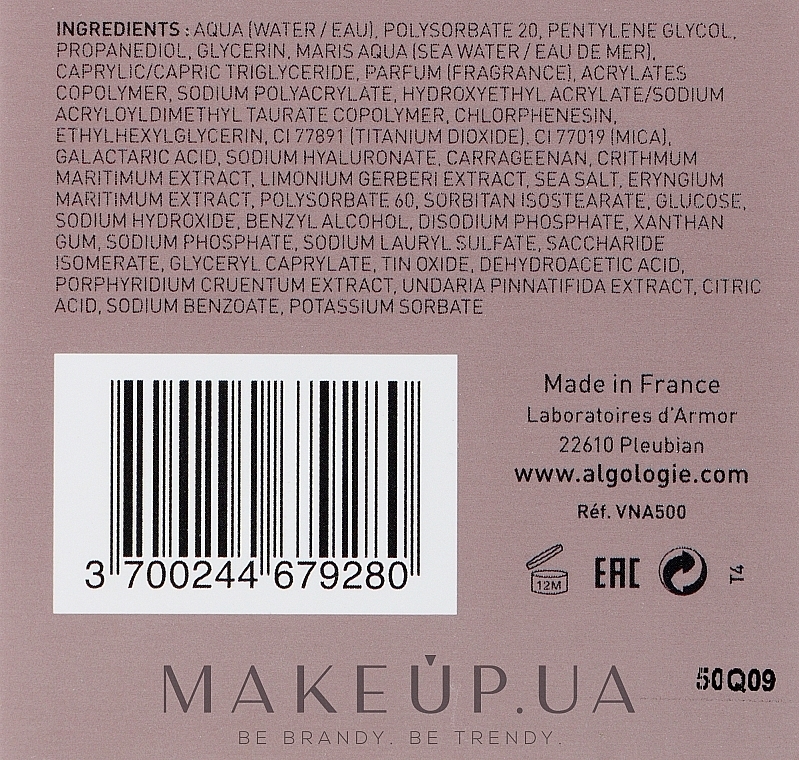 INGREDIENTS : AQUA (WATER / EAU), POLYSORBATE 20, PENTYLENE GLYCOL,
PROPANEDIOL, GLYCERIN, MARIS AQUA (SEA WATER / EAU DE MER),
CAPRYLIC/CAPRIC TRIGLYCERIDE, PARFUM (FRAGRANCE), ACRYLATES
COPOLYMER, SODIUM POLYACRYLATE, HYDROXYETHYL ACRYLATE/SODIUM
ACRYLOYLDIMETHYL TAURATE COPOLYMER, CHLORPHENESIN,
ETHYLHEXYLGLYCERIN, CI 77891 (TITANIUM DIOXIDE), CI 77019 (MICA),
GALACTARIC ACID, SODIUM HYALURONATE, CARRAGEENAN, CRITHMUM
MARITIMUM EXTRACT, LIMONIUM GERBERI EXTRACT, SEA SALT, ERYNGIUM
MARITIMUM EXTRACT, POLYSORBATE 60, SORBITAN ISOSTEARATE, GLUCOSE,
SODIUM HYDROXIDE, BENZYL ALCOHOL, DISODIUM PHOSPHATE, XANTHAN
GUM, SODIUM PHOSPHATE, SODIUM LAURYL SULFATE, SACCHARIDE
ISOMERATE, GLYCERYL CAPRYLATE, TIN OXIDE, DEHYDROACETIC ACID,
PORPHYRIDIUM CRUENTUM EXTRACT, UNDARIA PINNATIFIDA EXTRACT, CITRIC
ACID, SODIUM BENZOATE, POTASSIUM SORBATE
3 700244 679280
Made in France
Laboratoires d'Armor
22610 Pleubian
www.algologie.com
Réf. VNA500
12M
EAC
T4
50Q09
MAKEUP.UA
BE BRANDY. BE TRENDY.